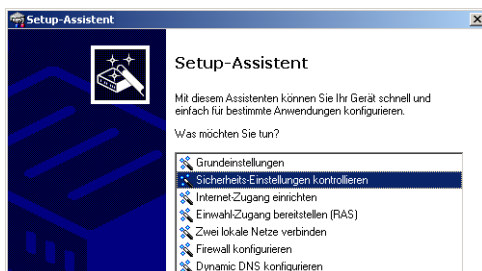 Setup-Assistent
Setup-Assistent
Mit diesem Assistenten können Sie Ihr Gerät schnell und
einfach für bestimmte Anwendungen konfigurieren.
Was möchten Sie tun?
Grundeinstellungen
Sicherheits-Einstellungen kontrollieren
Internet-Zugang einrichten
Einwahl-Zugang bereitstellen (RAS)
Zwei lokale Netze verbinden
Firewall konfigurieren
Dynamic DNS konfigurieren